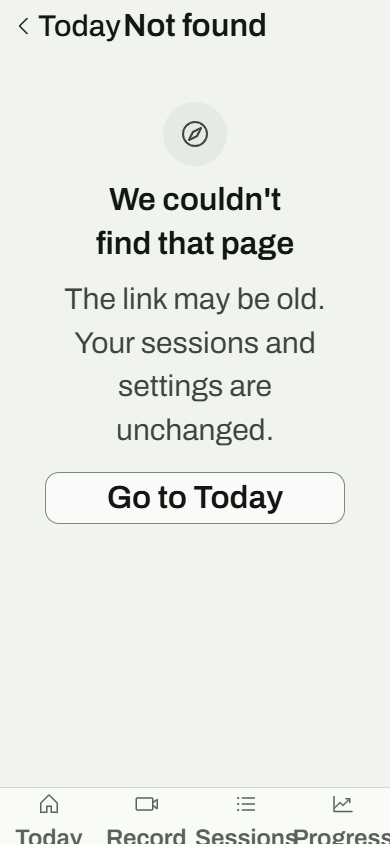 Today Not found
We couldn't
find that page
The link may be old.
Your sessions and
settings are
unchanged.
Go to Today
Today Record Sessions Progress